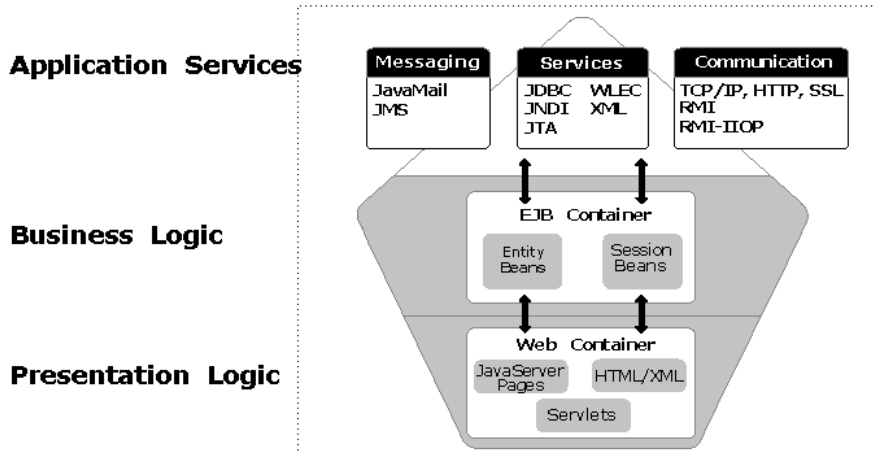 Application Services
Messaging
JavaMail
JMS
Services
JDBC WLEC
JNDI XML
JTA
Communication
TCP/IP, HTTP, SSL
RMI
RMI-IIOP
Business Logic
EJB Container
Entity
Beans
Session
Beans
Presentation Logic
Web Container
JavaServer
Pages
HTML/XML
Servlets